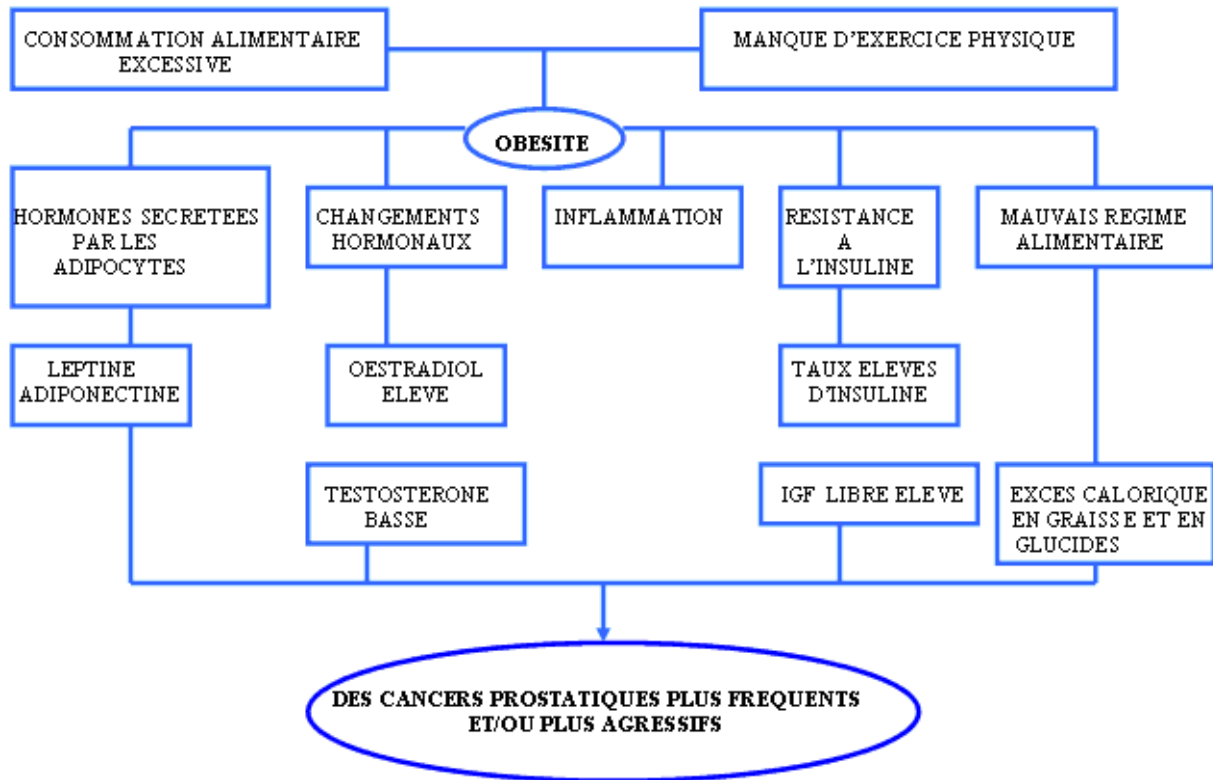 CONSOMMATION ALIMENTAIRE
EXCESSIVE
MANQUE D'EXERCICE PHYSIQUE
OBESITE
HORMONES SECRETEES
PAR LES
ADIPOCYTES
CHANGEMENTS
HORMONAUX
INFLAMMATION
RESISTANCE
A
L'INSULINE
MAUVAIS REGIME
ALIMENTAIRE
LEPTINE
ADIPONECTINE
OESTRADIOL
ELEVE
TAUX ELEVES
D'INSULINE
TESTOSTERONE
BASSE
IGF LIBRE ELEVE
EXCES CALORIQUE
EN GRAISSE ET EN
GLUCIDES
DES CANCERS PROSTATIQUES PLUS FREQUENTS
ET/OU PLUS AGRESSIFS